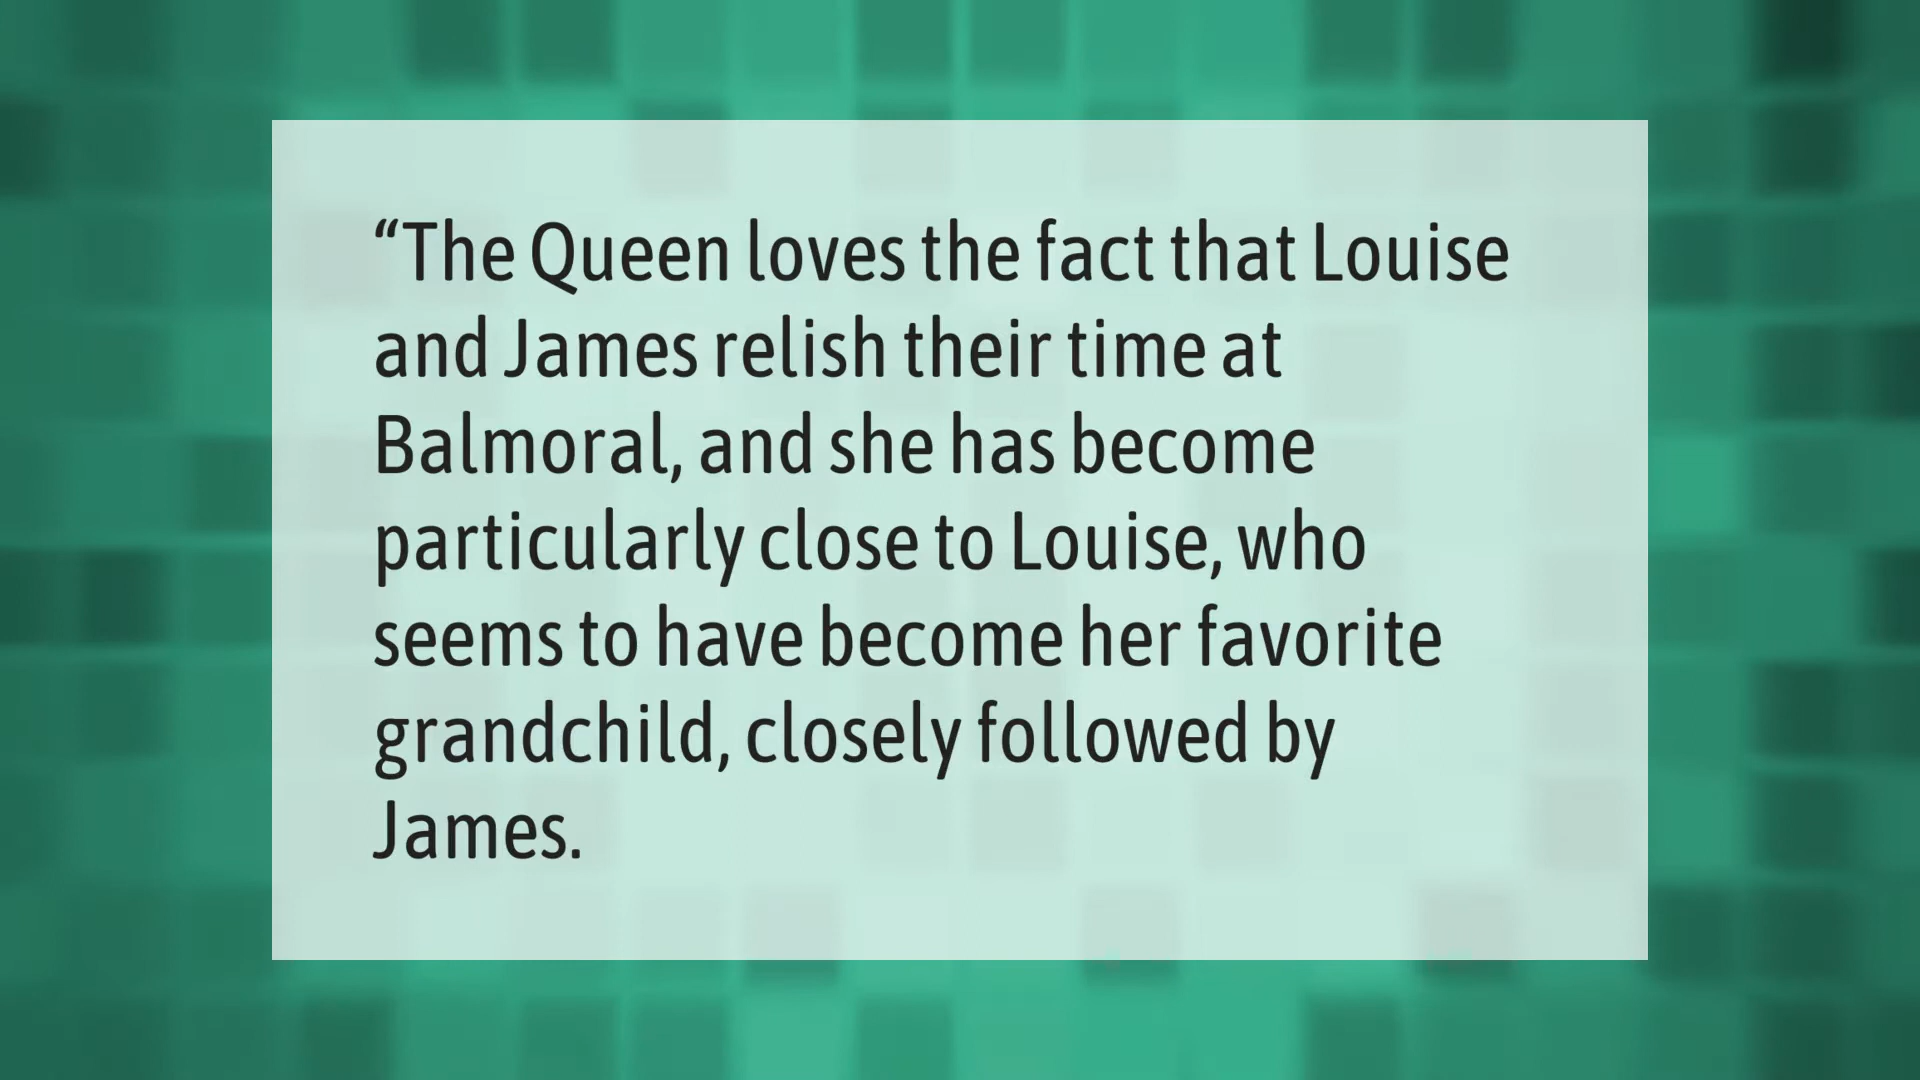 “The Queen loves the fact that Louise
and James relish their time at
Balmoral, and she has become
particularly close to Louise, who
seems to have become her favorite
grandchild, closely followed by
James.